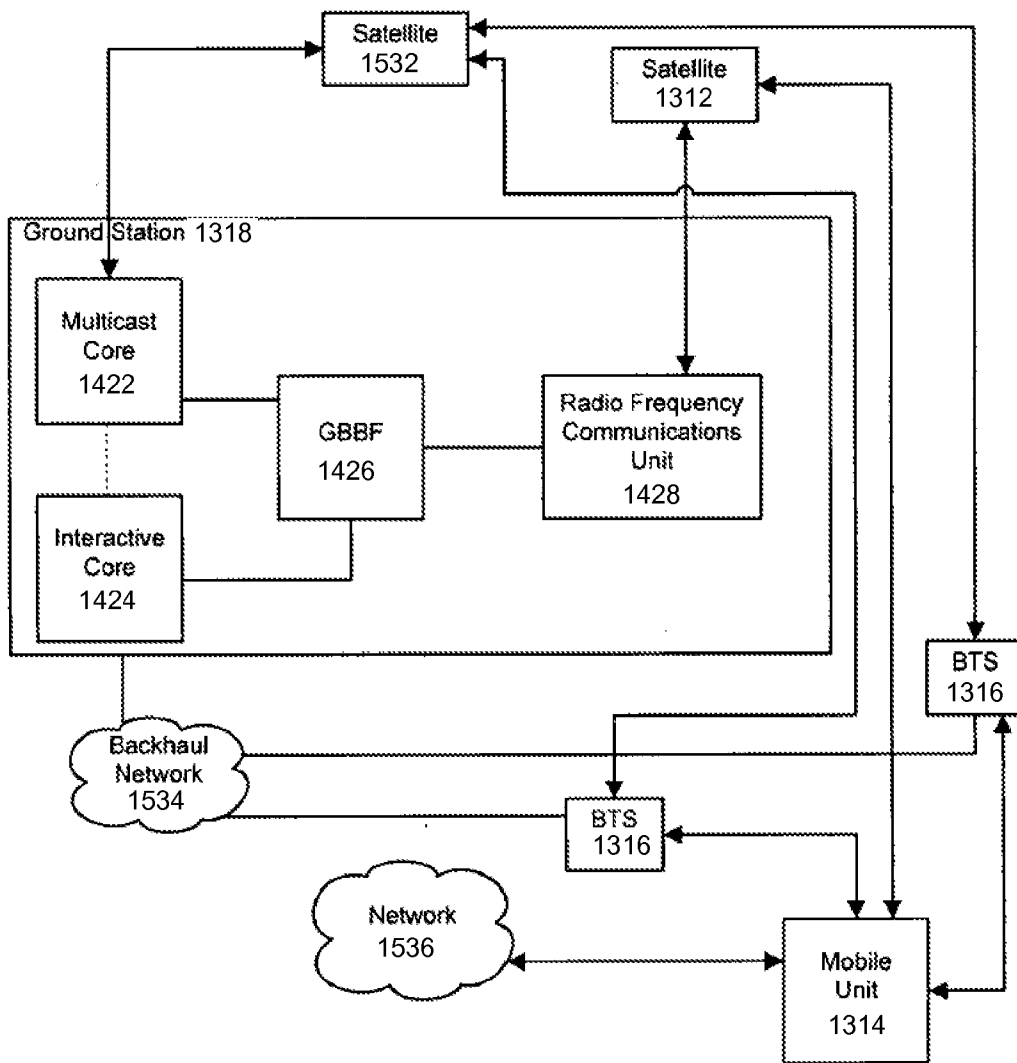 Satellite
1532
Satellite
1312
Ground Station 1318
Multicast
Core
1422
GBBF
1426
Radio Frequency
Communications
Unit
1428
Interactive
Core
1424
BTS
1316
Backhaul
Network
1534
BTS
1316
Network
1536
Mobile
Unit
1314